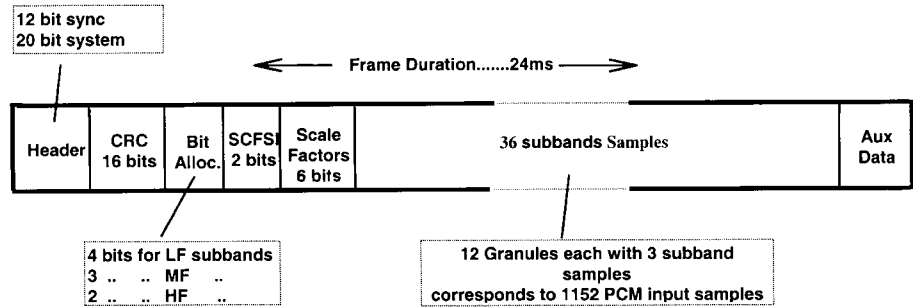 12 bit sync
20 bit system
Frame Duration.......24ms
Header
CRC
16 bits
Bit
Alloc.
SCFSI
2 bits
Scale
Factors
6 bits
36 subbands Samples
Aux
Data
4 bits for LF subbands
3 .. .. MF ..
2 .. .. HF ..
12 Granules each with 3 subband
samples
corresponds to 1152 PCM input samples